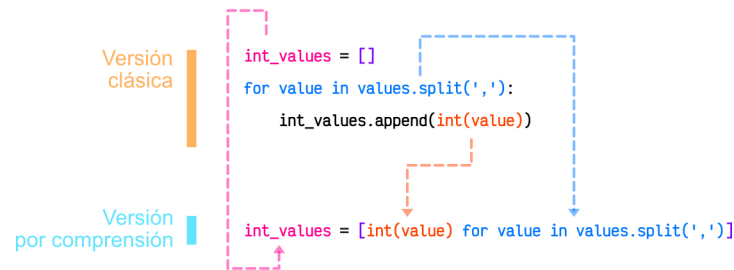 Versión
clásica
int_values = []
for value in values.split(','):
int_values.append(int(value))
Versión
por comprensión
int_values = [int(value) for value in values.split(',')]